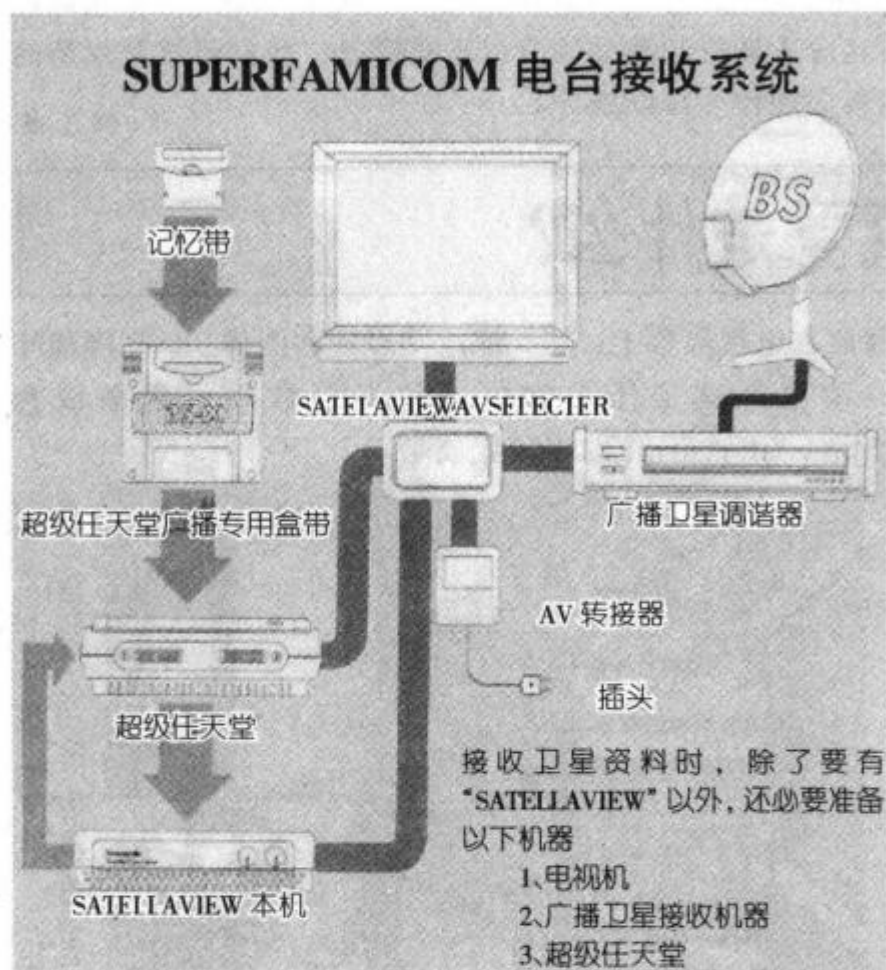 SUPERFAMICOM 电台接收系统
BS
记忆带
SATELAVIEWAVSELECTER
超级任天堂广播专用盒带
广播卫星调谐器
AV 转接器
插头
超级任天堂
SATELLAVIEW 本机
接收卫星资料时，除了要有
“SATELLAVIEW”以外，还必要准备
以下机器
1、电视机
2、广播卫星接收机器
3、超级任天堂